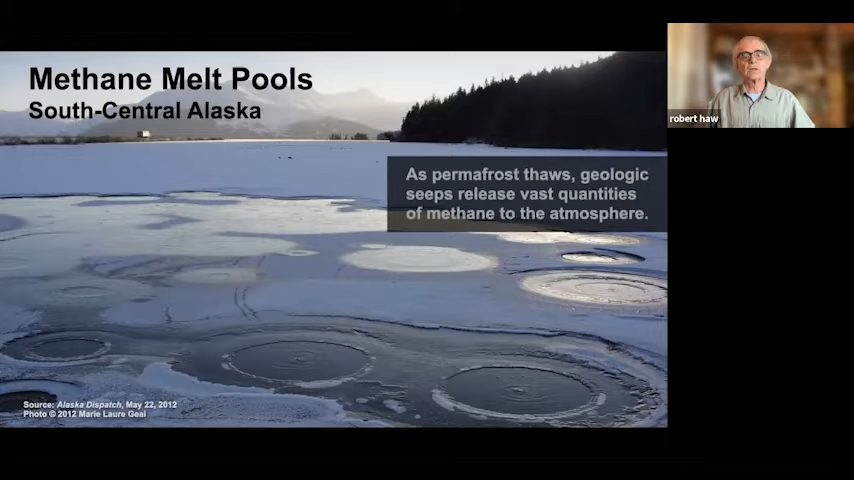 Methane Melt Pools
South-Central Alaska
robert haw
As permafrost thaws, geologic
seeps release vast quantities
of methane to the atmosphere.
Source: Alaska Dispatch, May 22, 2012
Photo © 2012 Marie Laure Geai